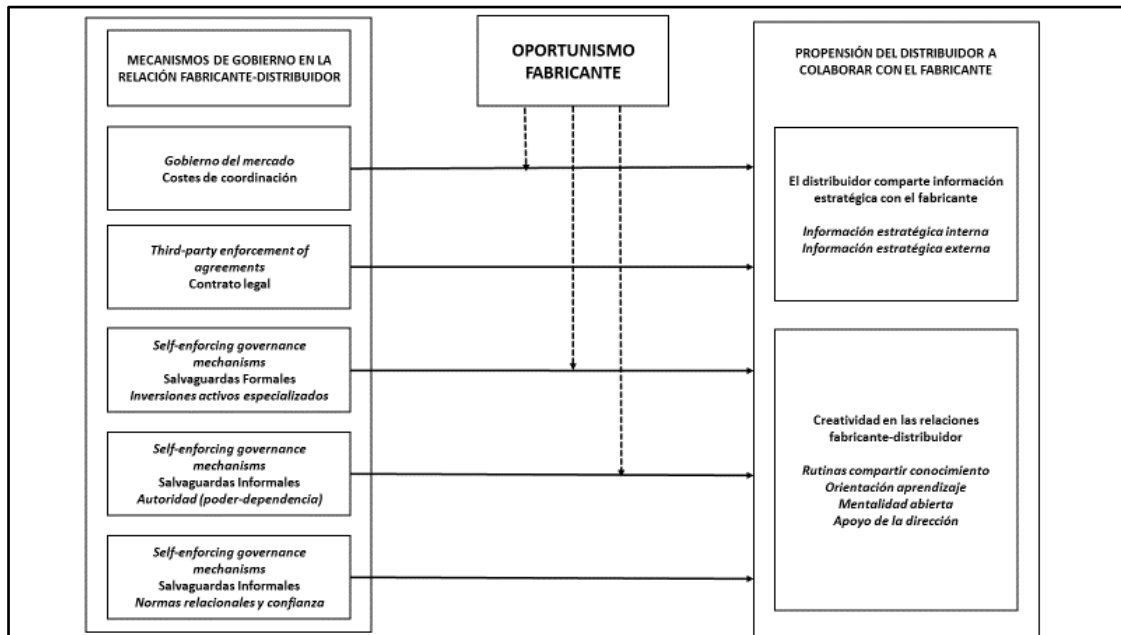 MECANISMOS DE GOBIERNO EN LA
RELACIÓN FABRICANTE-DISTRIBUIDOR
Gobierno del mercado
Costes de coordinación
Third-party enforcement of
agreements
Contrato legal
Self-enforcing governance
mechanisms
Salvaguardas Formales
Inversiones activos especializados
Self-enforcing governance
mechanisms
Salvaguardas Informales
Autoridad (poder-dependencia)
Self-enforcing governance
mechanisms
Salvaguardas Informales
Normas relacionales y confianza
OPORTUNISMO
FABRICANTE
PROPENSIÓN DEL DISTRIBUIDOR A
COLABORAR CON EL FABRICANTE
El distribuidor comparte información
estratégica con el fabricante
Información estratégica interna
Información estratégica externa
Creatividad en las relaciones
fabricante-distribuidor
Rutinas compartir conocimiento
Orientación aprendizaje
Mentalidad abierta
Apoyo de la dirección